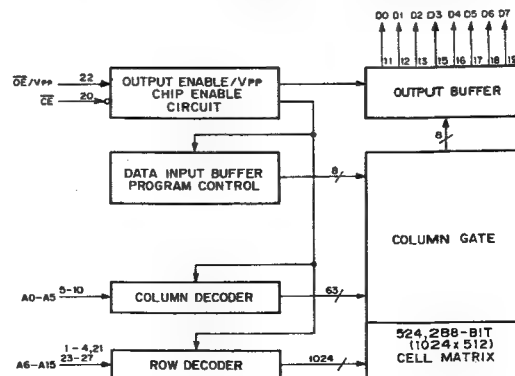 D0 D1 D2 D3 D4 D5 D6 D7
11 12 13 15 16 17 18 19
OE/VPP 22
CE 20
OUTPUT ENABLE/VPP
CHIP ENABLE
CIRCUIT
OUTPUT BUFFER
8
DATA INPUT BUFFER
PROGRAM CONTROL
8
COLUMN GATE
A0-A5 5-10
COLUMN DECODER
63
524,288-BIT
(1024x512)
CELL MATRIX
A6-A15 1-4,21
23-27
ROW DECODER
1024